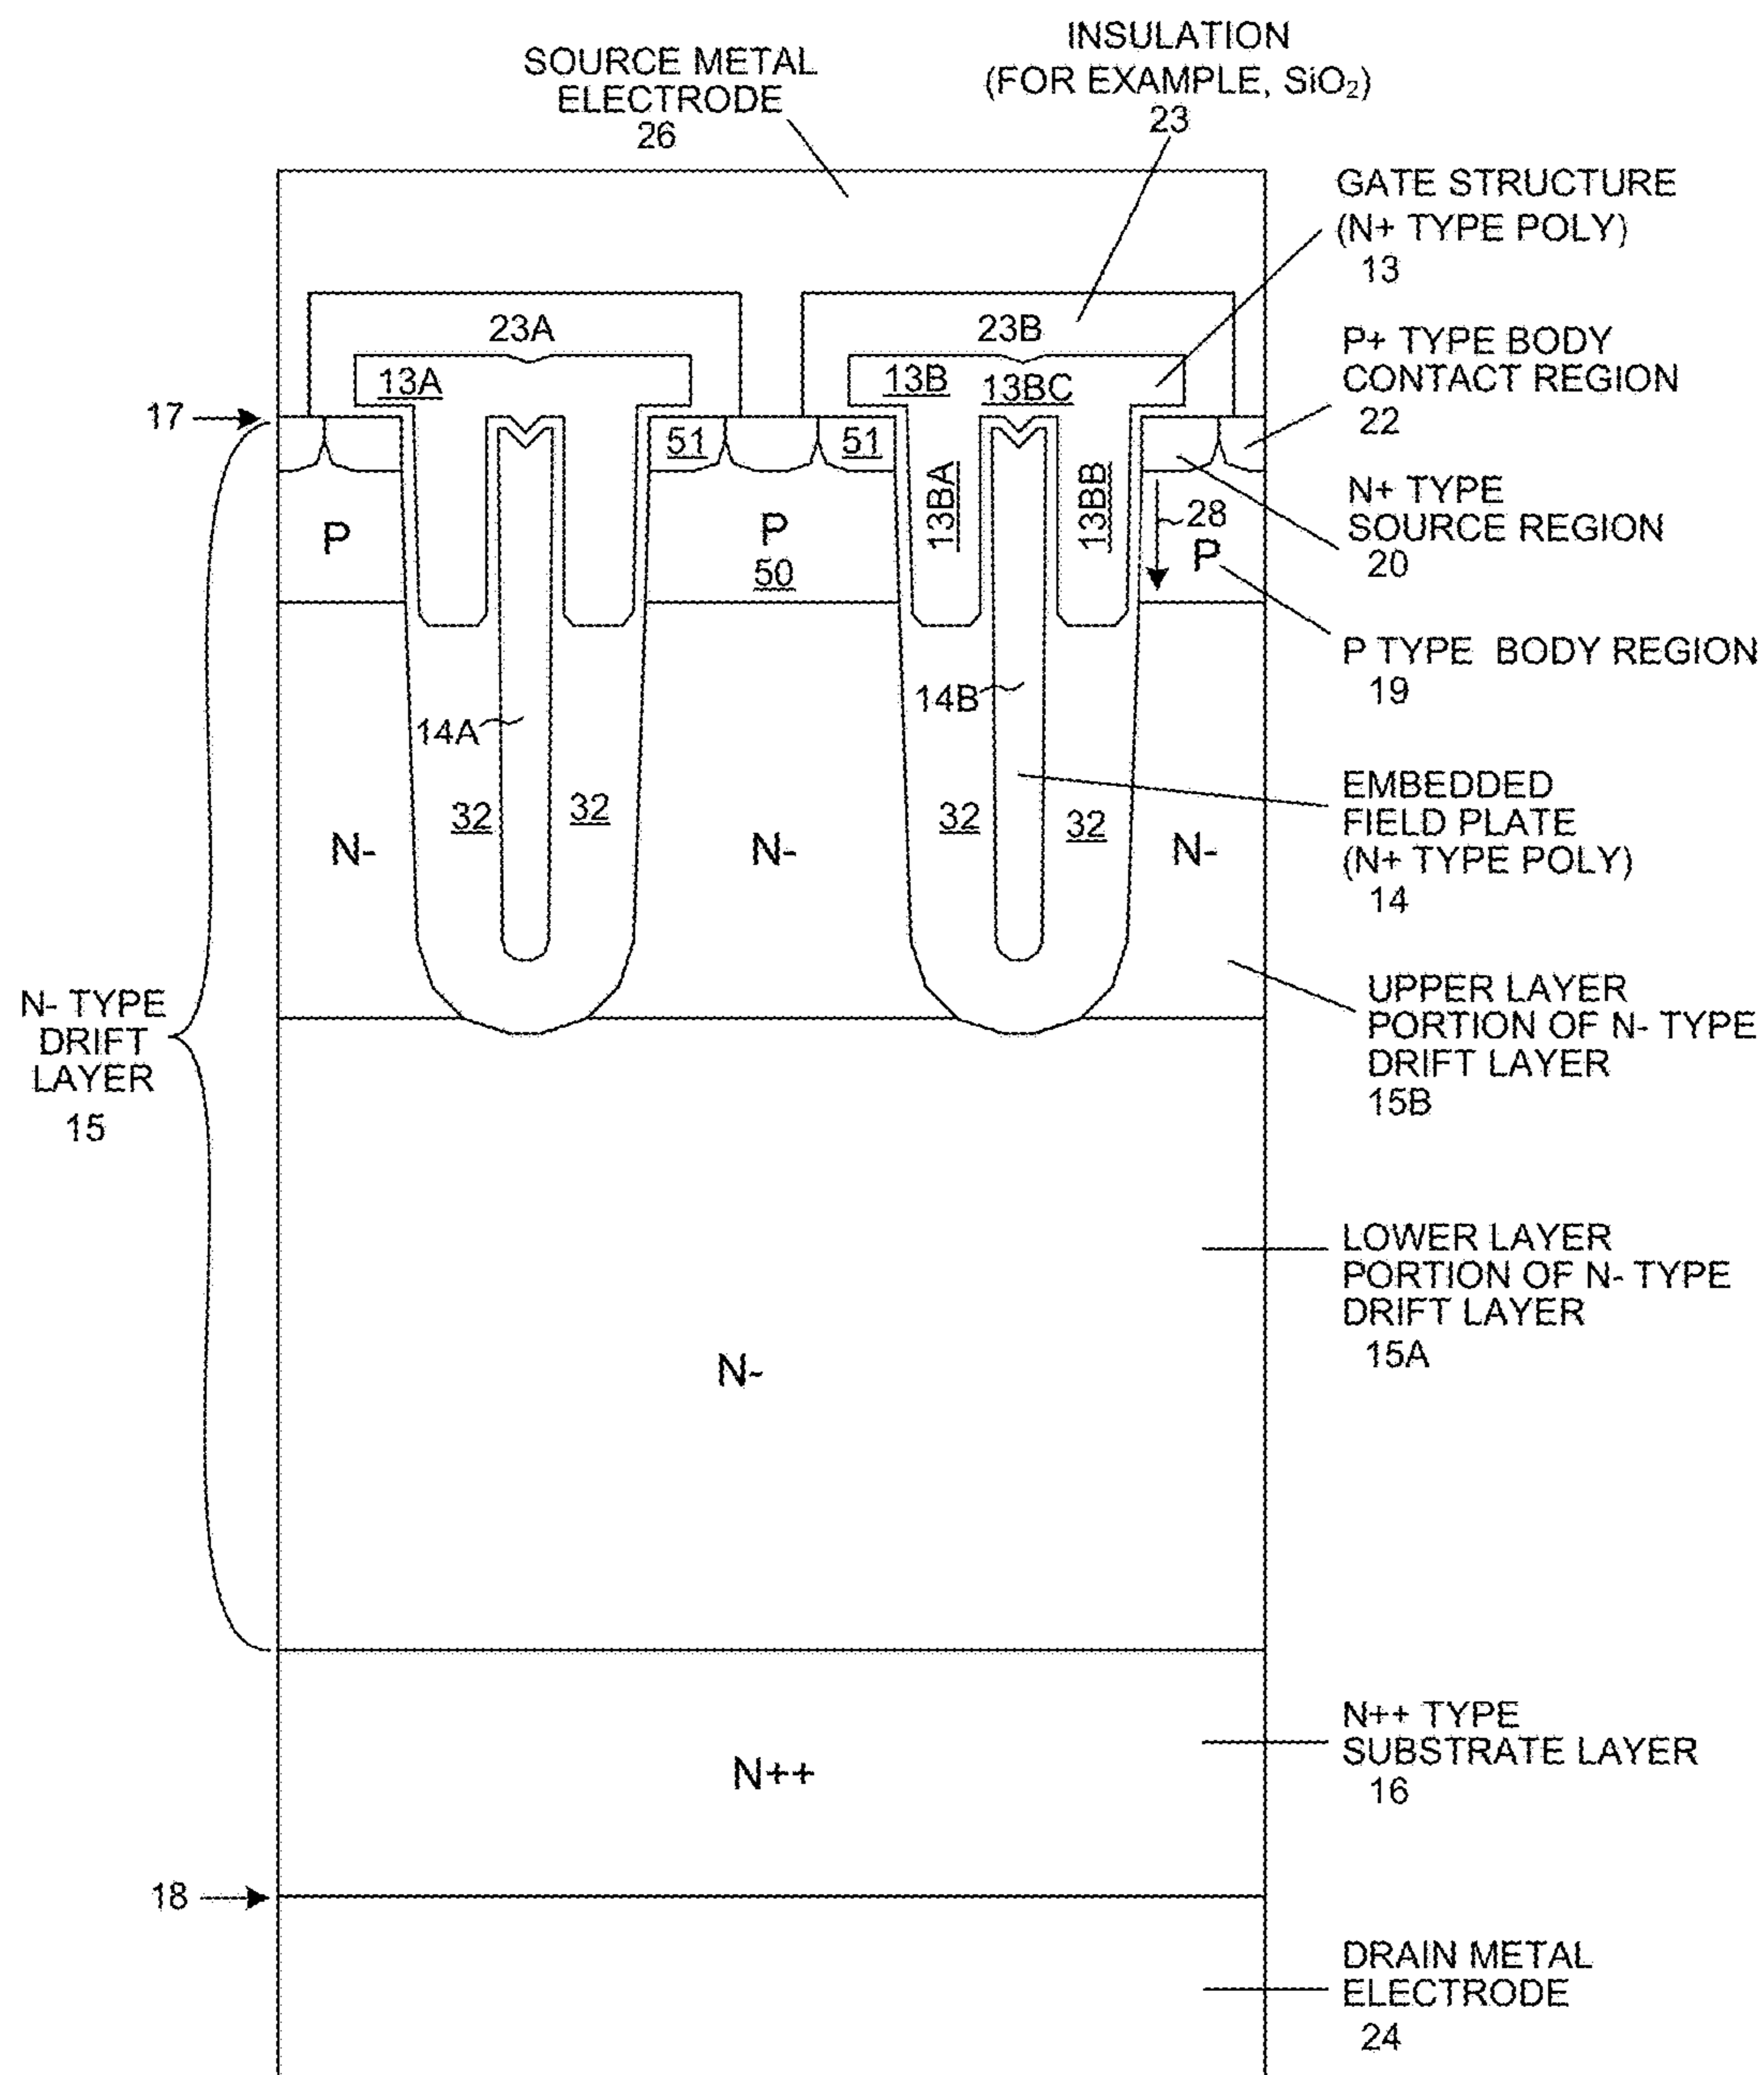 SOURCE METAL
ELECTRODE
26
INSULATION
(FOR EXAMPLE, SiO₂)
23
GATE STRUCTURE
(N+ TYPE POLY)
13
P+ TYPE BODY
CONTACT REGION
22
N+ TYPE
SOURCE REGION
20
P TYPE BODY REGION
19
EMBEDDED
FIELD PLATE
(N+ TYPE POLY)
14
UPPER LAYER
PORTION OF N- TYPE
DRIFT LAYER
15B
LOWER LAYER
PORTION OF N- TYPE
DRIFT LAYER
15A
N++ TYPE
SUBSTRATE LAYER
16
DRAIN METAL
ELECTRODE
24
17
N- TYPE
DRIFT
LAYER
15
18
23A
23B
13A
13B
13BC
51
51
13BA
13BB
28
P
P
50
P
14A
14B
32
32
32
32
N-
N-
N-
N-
N++